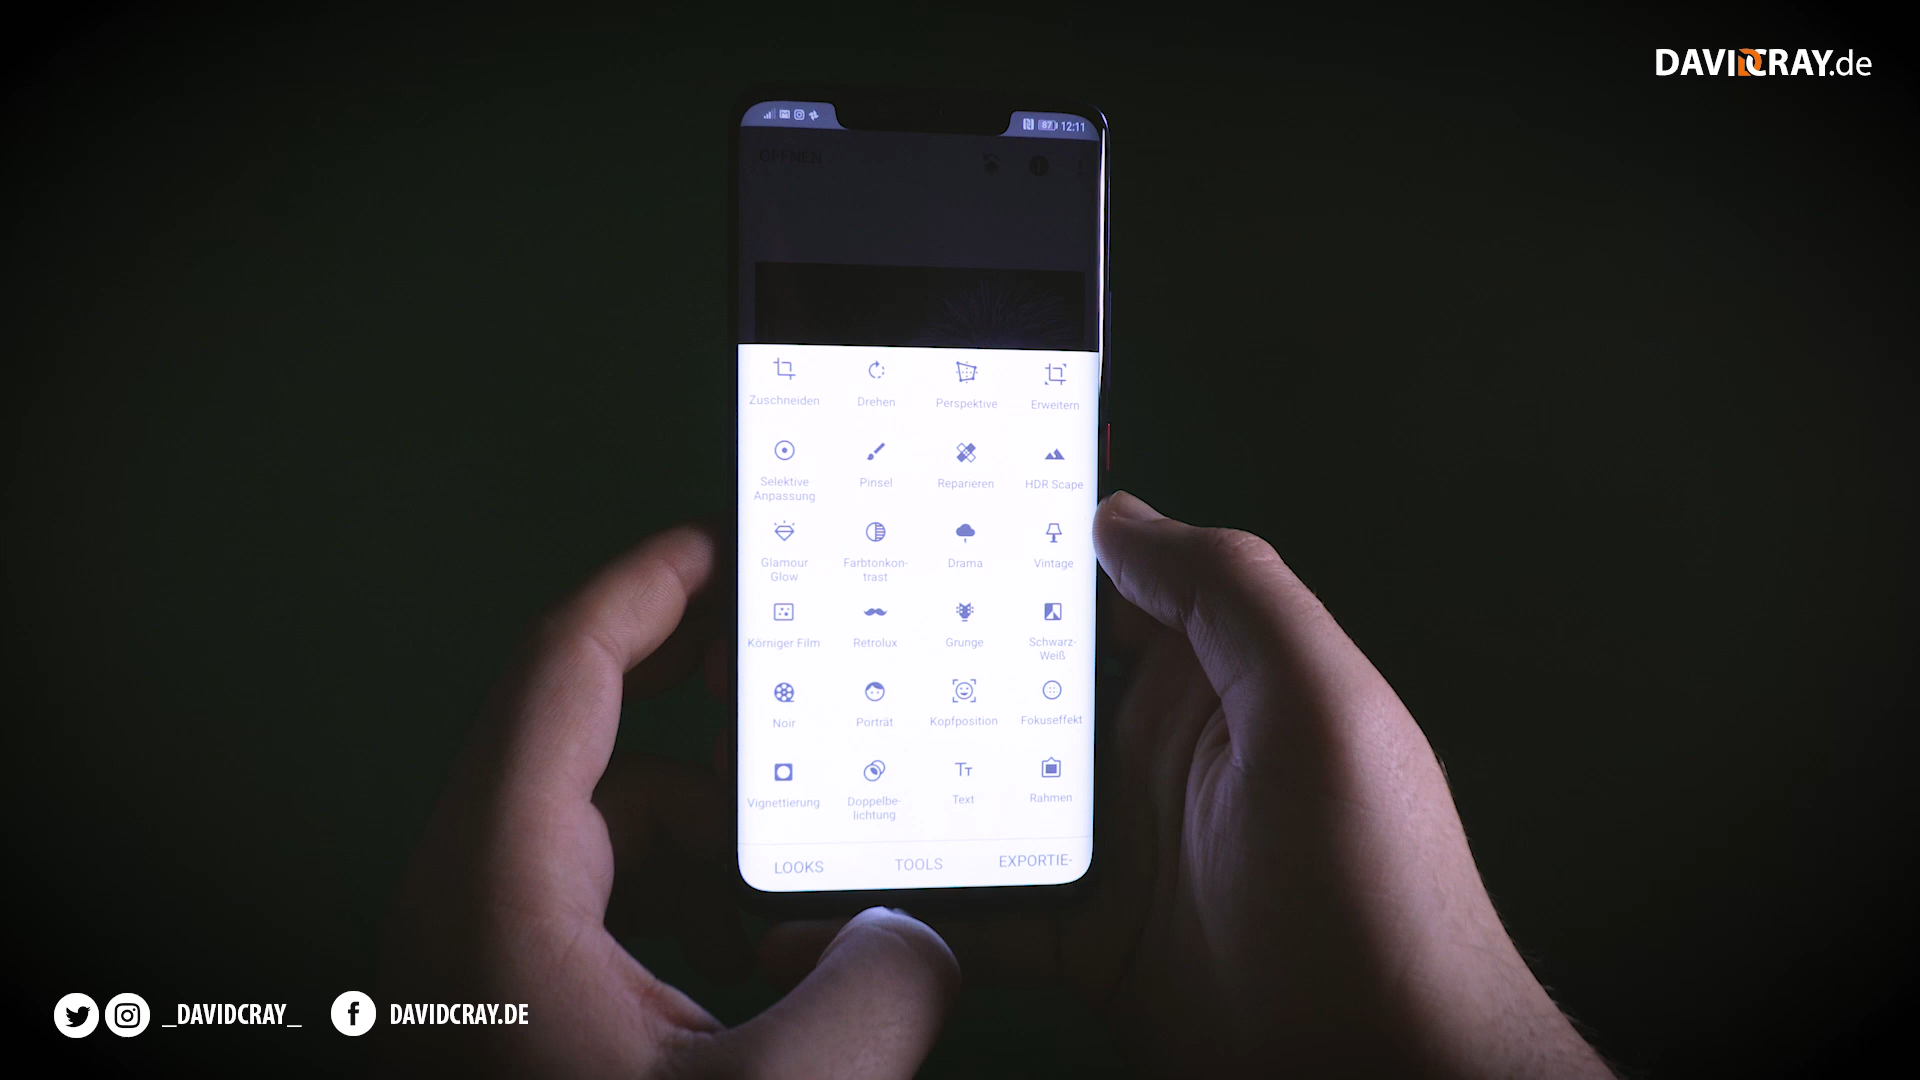 DAVIDCRAY.de
87 12:11
ÖFFNEN
Zuschneiden Drehen Perspektive Erweitern
Selektive Anpassung Pinsel Reparieren HDR Scape
Glamour Glow Farbtonkon-trast Drama Vintage
Körniger Film Retrolux Grunge Schwarz-Weiß
Noir Porträt Kopfposition Fokuseffekt
Vignettierung Doppelbe-lichtung Text Rahmen
LOOKS TOOLS EXPORTIE-
_DAVIDCRAY_ DAVIDCRAY.DE